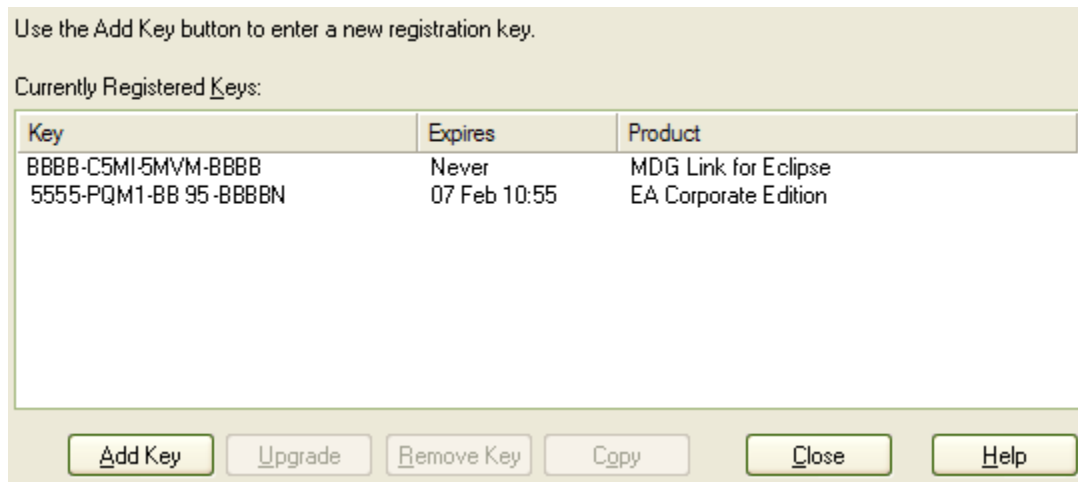 Use the Add Key button to enter a new registration key.
Currently Registered Keys:
Key Expires Product
BBBB-C5MI-5MVM-BBBB Never MDG Link for Eclipse
5555-PQM1-BB 95-BBBBN 07 Feb 10:55 EA Corporate Edition
Add Key Upgrade Remove Key Copy Close Help